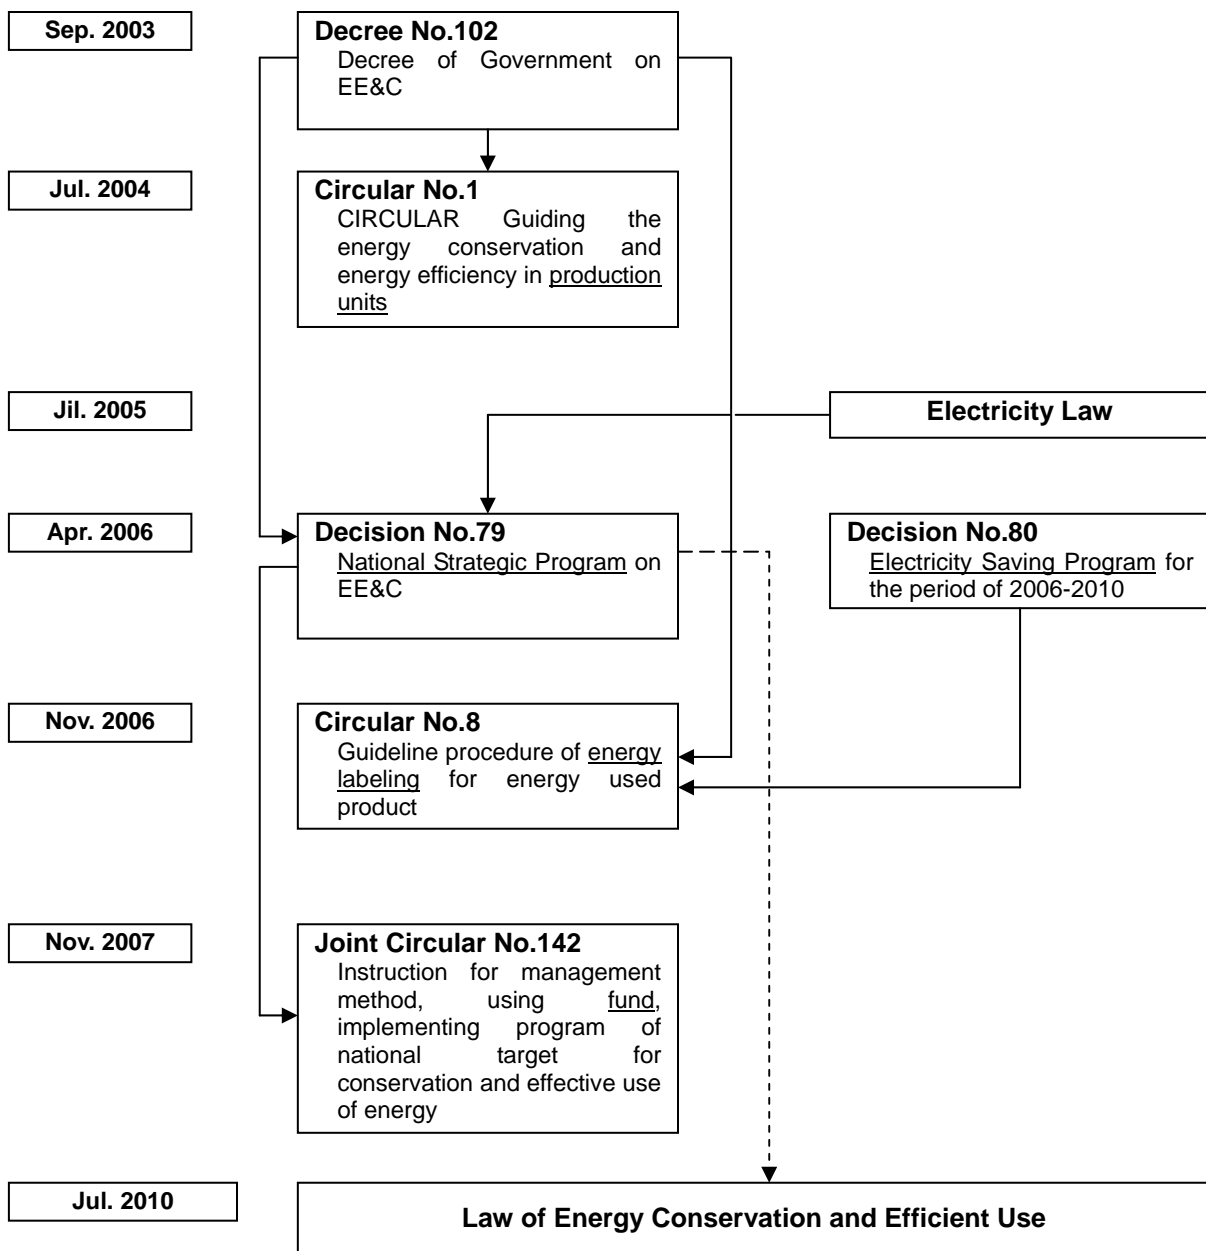 Sep. 2003
Decree No.102
Decree of Government on
EE&C
Jul. 2004
Circular No.1
CIRCULAR Guiding the
energy conservation and
energy efficiency in production
units
Jil. 2005
Electricity Law
Apr. 2006
Decision No.79
National Strategic Program on
EE&C
Decision No.80
Electricity Saving Program for
the period of 2006-2010
Nov. 2006
Circular No.8
Guideline procedure of energy
labeling for energy used
product
Nov. 2007
Joint Circular No.142
Instruction for management
method, using fund,
implementing program of
national target for
conservation and effective use
of energy
Jul. 2010
Law of Energy Conservation and Efficient Use